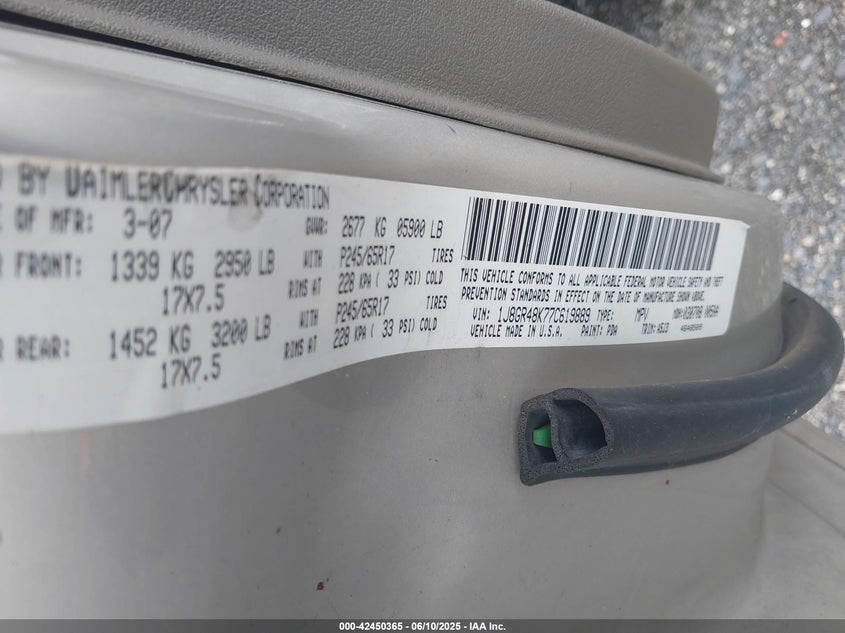 BY DAIMLERCHRYSLER CORPORATION
OF MFR: 3-07 GVWR: 2677 KG 05900 LB
FRONT: 1339 KG 2950 LB WITH P245/65R17 TIRES
17X7.5 RIMS AT 228 KPA ( 33 PSI) COLD
REAR: 1452 KG 3200 LB WITH P245/65R17 TIRES
17X7.5 RIMS AT 228 KPA ( 33 PSI) COLD
THIS VEHICLE CONFORMS TO ALL APPLICABLE FEDERAL MOTOR VEHICLE SAFETY AND THEFT
PREVENTION STANDARDS IN EFFECT ON THE DATE OF MANUFACTURE SHOWN ABOVE.
VIN: 1J8GR48K77C619889 TYPE: MPV MDH:
VEHICLE MADE IN U.S.A. PAINT: PDA TRIM:
000-42450365 - 06/10/2025 - IAA Inc.